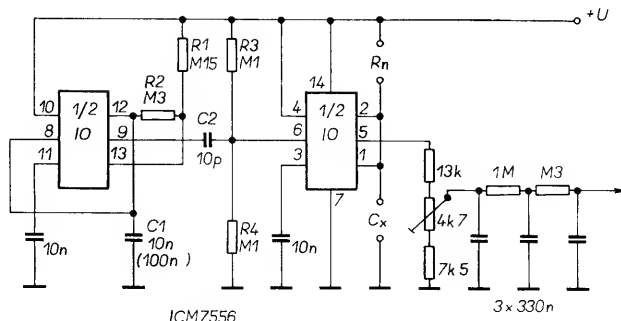 +U
R1
M15
R3
M1
Rn
R2
M3
14
10
12
1/2
IO
8
9
11
13
C2
10p
4
1/2
2
6
IO
5
3
1
7
13k
1M
M3
4k7
7k5
10n
C1
10n
(100n)
R4
M1
10n
Cx
3x330n
ICM7556